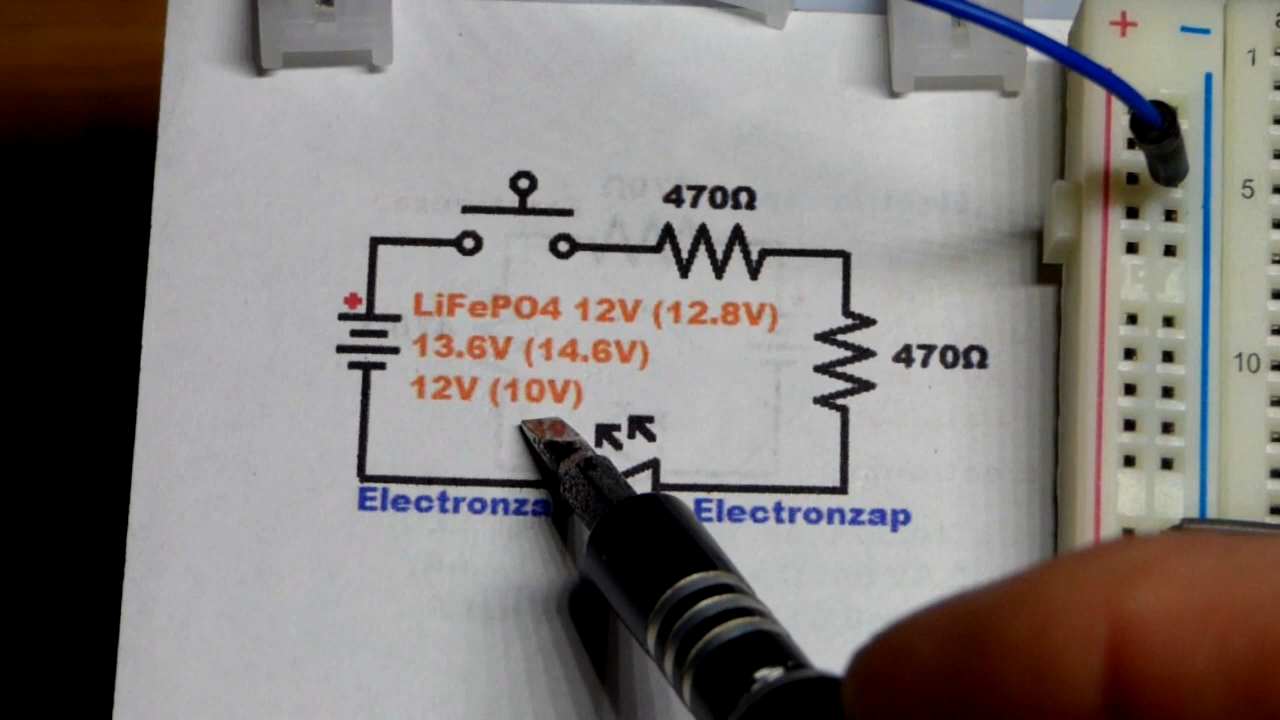 470Ω
LiFePO4 12V (12.8V)
13.6V (14.6V)
12V (10V)
470Ω
Electronza
Electronzap
+
+ −
1
5
10